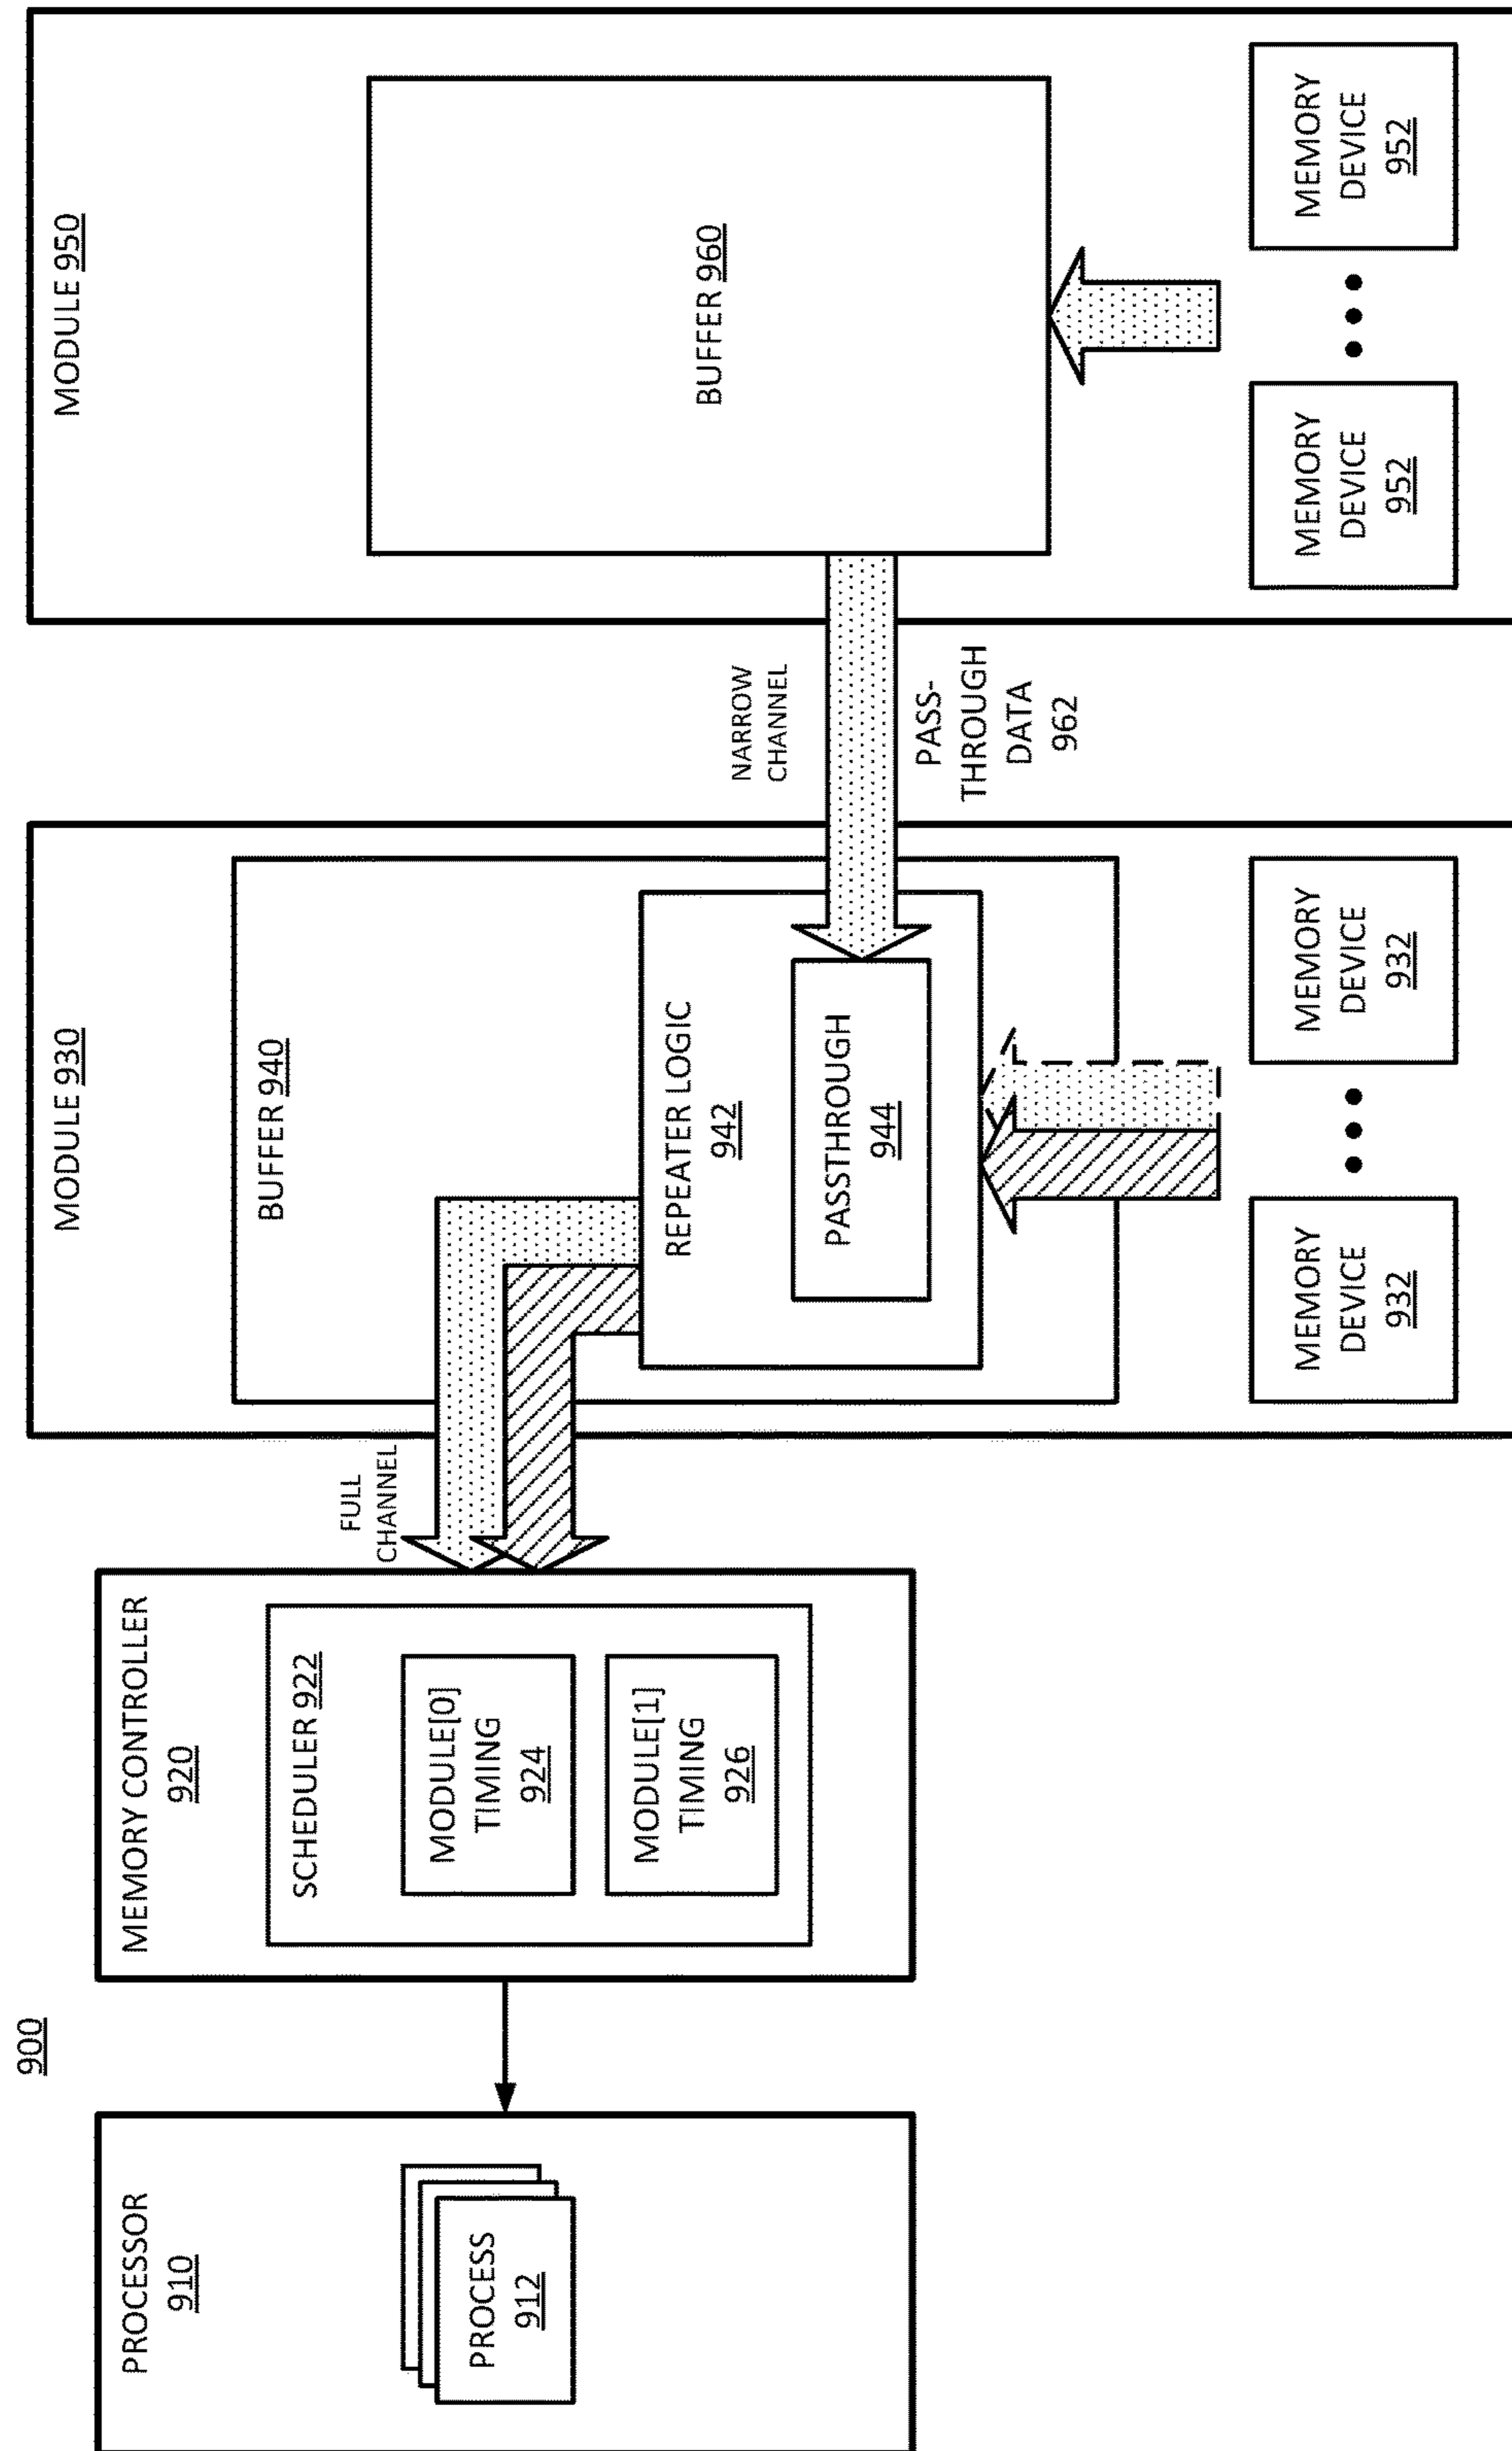 900
PROCESSOR
910
PROCESS
912
MEMORY CONTROLLER
920
SCHEDULER 922
MODULE[0]
TIMING
924
MODULE[1]
TIMING
926
FULL
CHANNEL
MODULE 930
BUFFER 940
REPEATER LOGIC
942
PASSTHROUGH
944
MEMORY
DEVICE
932
MEMORY
DEVICE
932
NARROW
CHANNEL
PASS-
THROUGH
DATA
962
MODULE 950
BUFFER 960
MEMORY
DEVICE
952
MEMORY
DEVICE
952